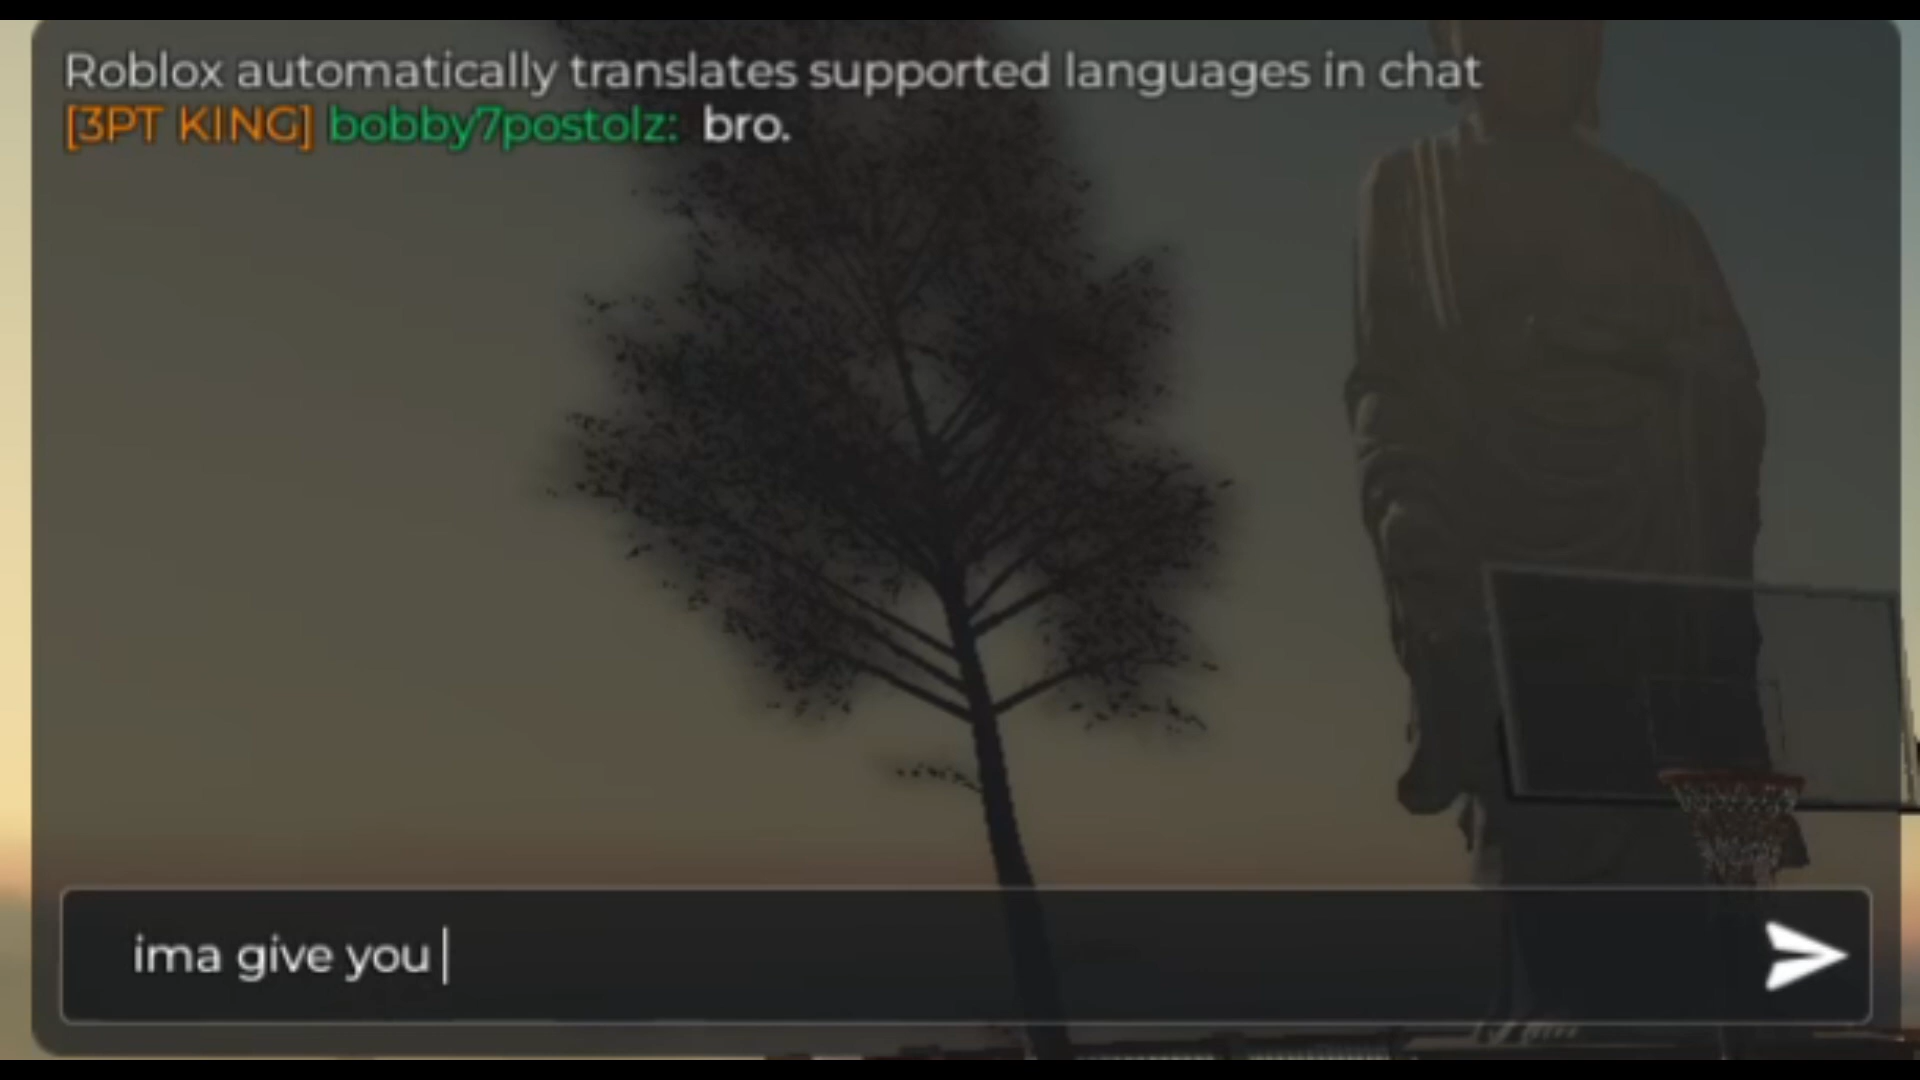 Roblox automatically translates supported languages in chat
[3PT KING] bobby7postolz: bro.
ima give you